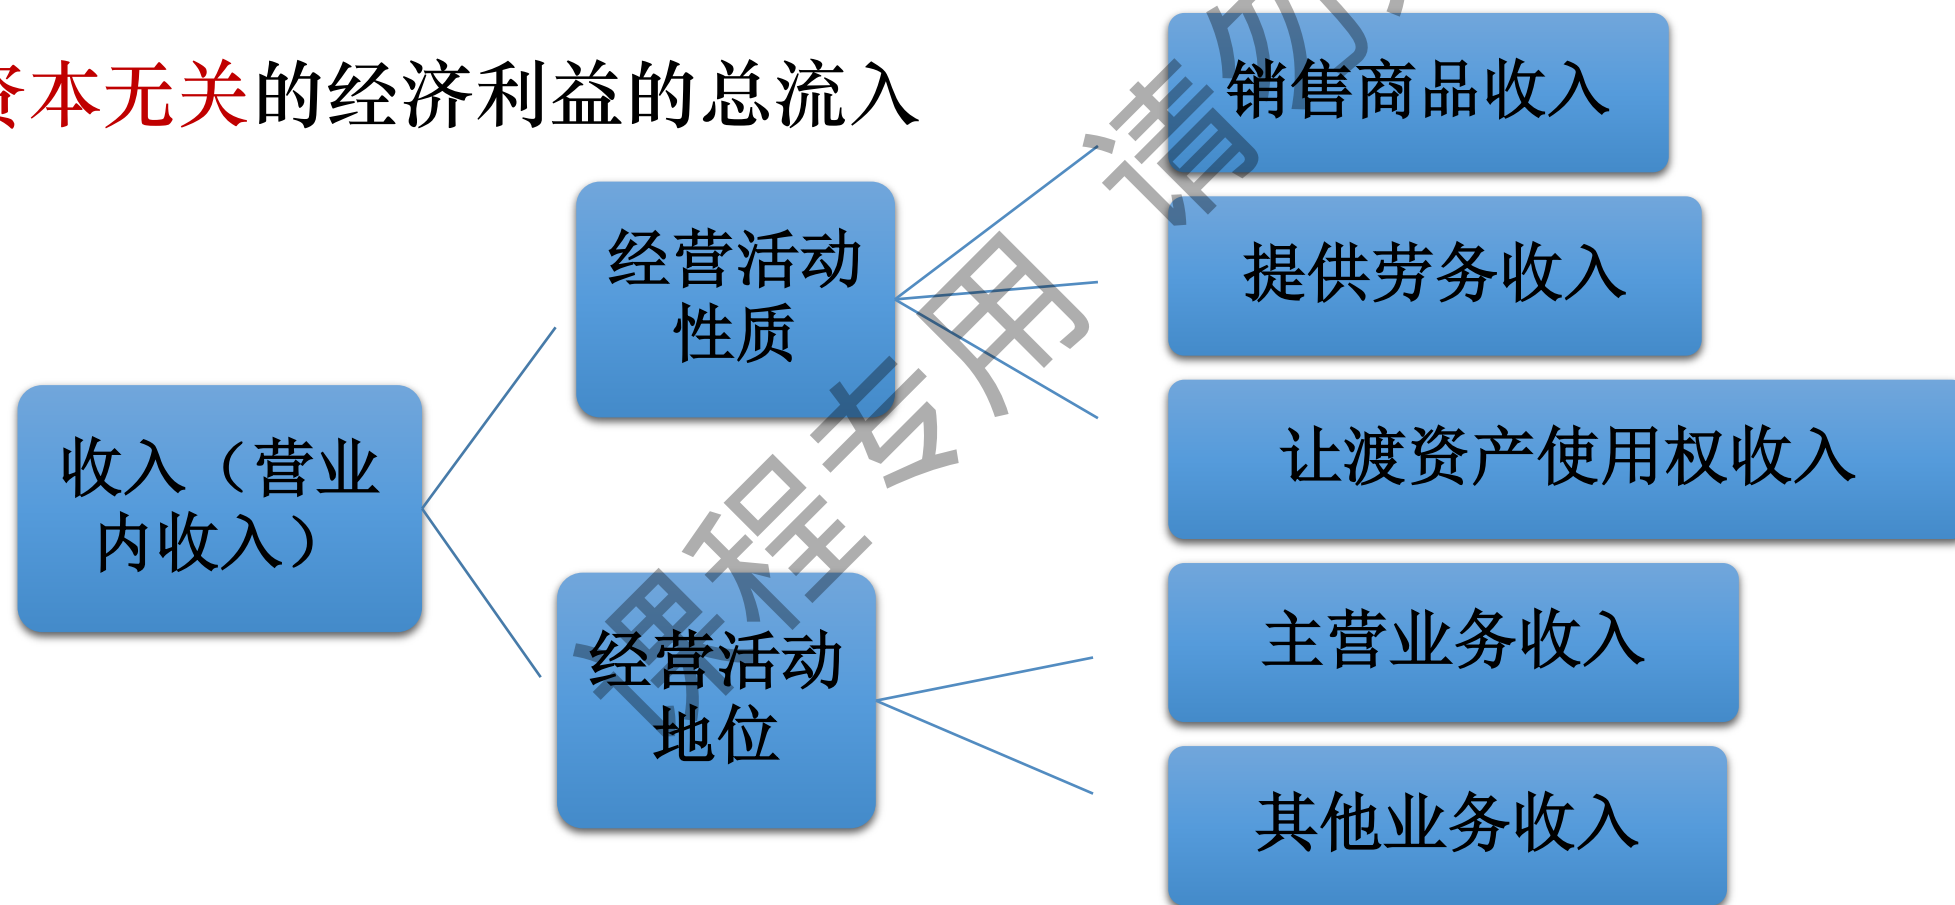 资本无关的经济利益的总流入
销售商品收入
经营活动
性质
提供劳务收入
收入（营业
内收入）
让渡资产使用权收入
经营活动
地位
主营业务收入
其他业务收入
课程专用 请勿